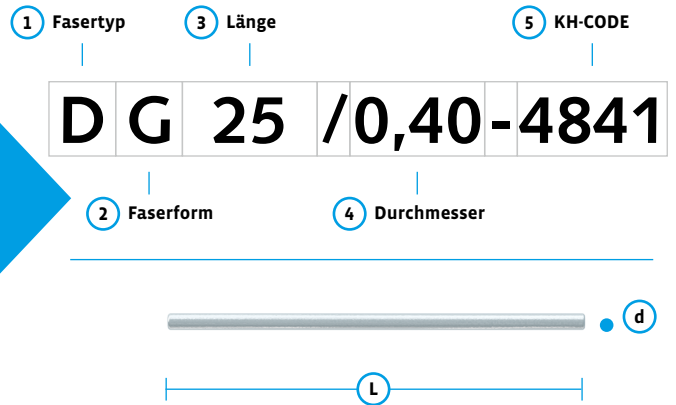 1 Fasertyp 3 Länge 5 KH-CODE
D G 25 /0,40-4841
2 Faserform 4 Durchmesser
d
L